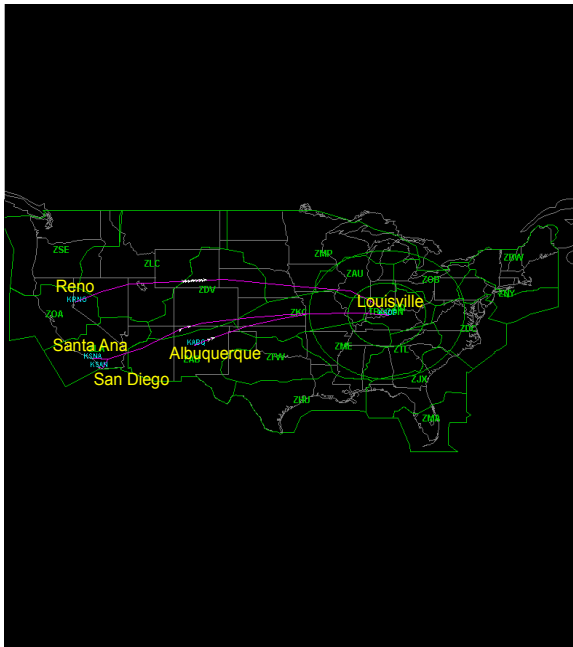 ZSE
ZLC
ZMP
ZBW
ZAU
ZOB
Reno
KRNO
ZDV
ZNY
Louisville
ZOA
ZKC
ZDC
Santa Ana
KSNA
KSAN
KABQ
Albuquerque
ZME
ZTL
San Diego
ZFW
ZJX
ZHU
ZMA